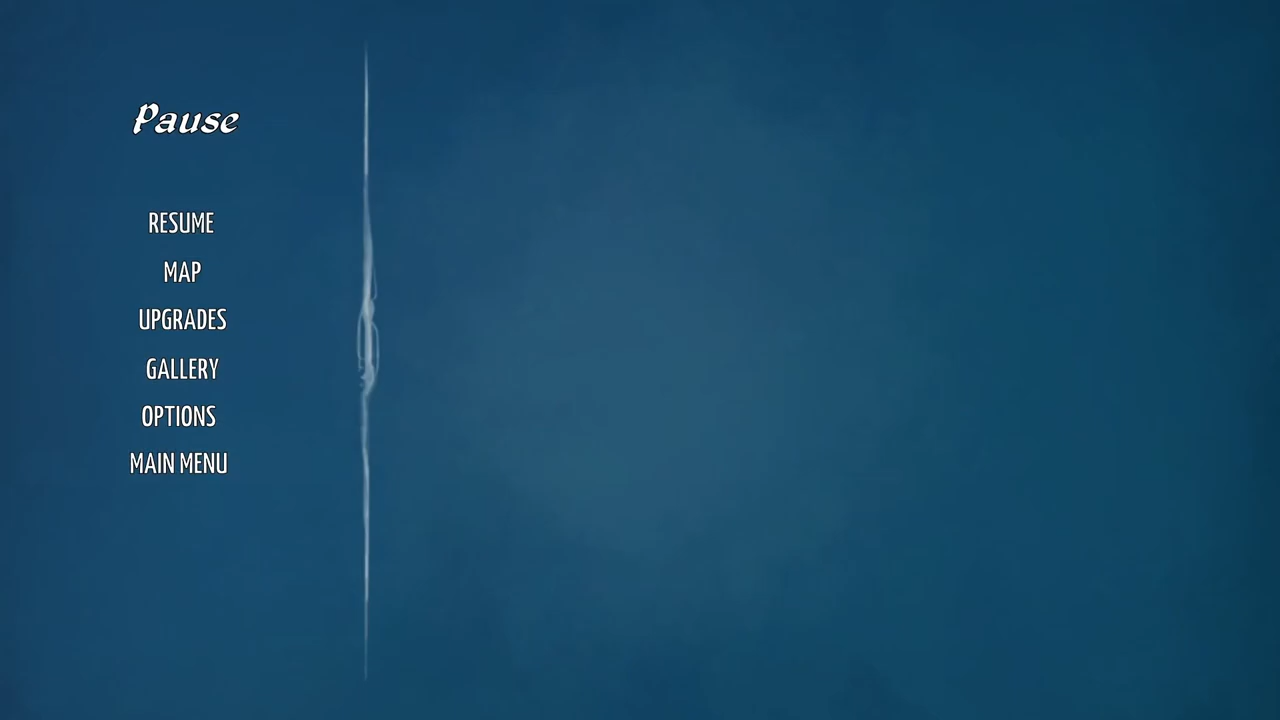 Pause
RESUME
MAP
UPGRADES
GALLERY
OPTIONS
MAIN MENU